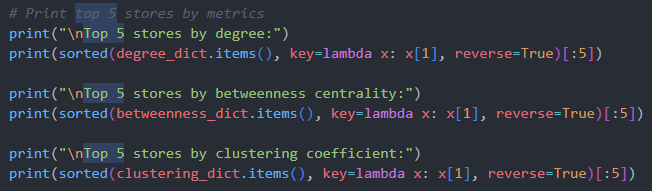 # Print top 5 stores by metrics
print("\nTop 5 stores by degree:")
print(sorted(degree_dict.items(), key=lambda x: x[1], reverse=True)[:5])
print("\nTop 5 stores by betweenness centrality:")
print(sorted(betweenness_dict.items(), key=lambda x: x[1], reverse=True)[:5])
print("\nTop 5 stores by clustering coefficient:")
print(sorted(clustering_dict.items(), key=lambda x: x[1], reverse=True)[:5])